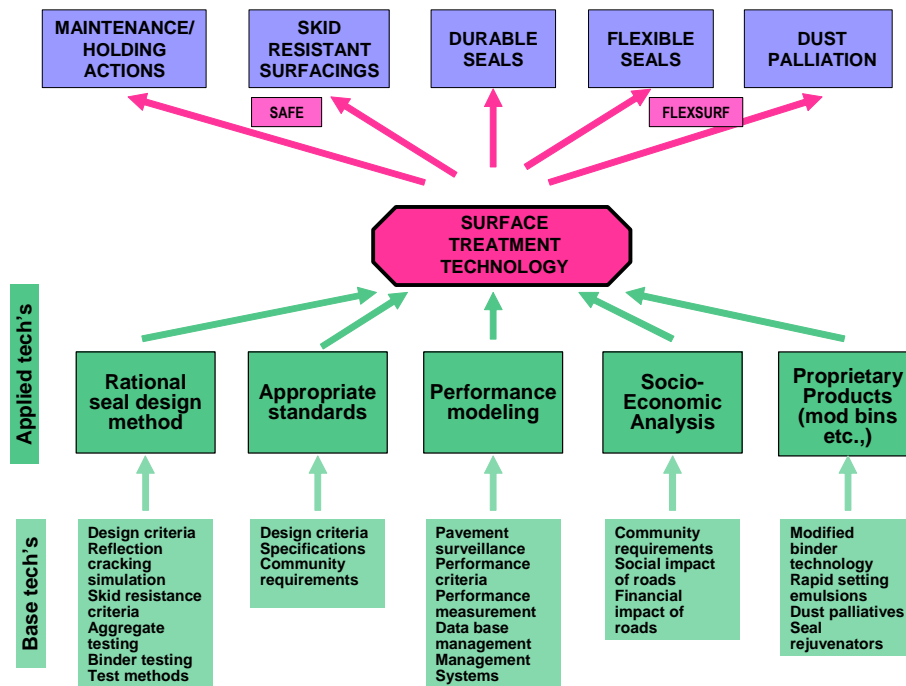 MAINTENANCE/
HOLDING
ACTIONS
SKID
RESISTANT
SURFACINGS
DURABLE
SEALS
FLEXIBLE
SEALS
DUST
PALLIATION
SAFE
FLEXSURF
SURFACE
TREATMENT
TECHNOLOGY
Applied tech's
Rational
seal design
method
Appropriate
standards
Performance
modeling
Socio-
Economic
Analysis
Proprietary
Products
(mod bins
etc.,)
Base tech's
Design criteria
Reflection
cracking
simulation
Skid resistance
criteria
Aggregate
testing
Binder testing
Test methods
Design criteria
Specifications
Community
requirements
Pavement
surveillance
Performance
criteria
Performance
measurement
Data base
management
Management
Systems
Community
requirements
Social impact
of roads
Financial
impact of
roads
Modified
binder
technology
Rapid setting
emulsions
Dust palliatives
Seal
rejuvenators